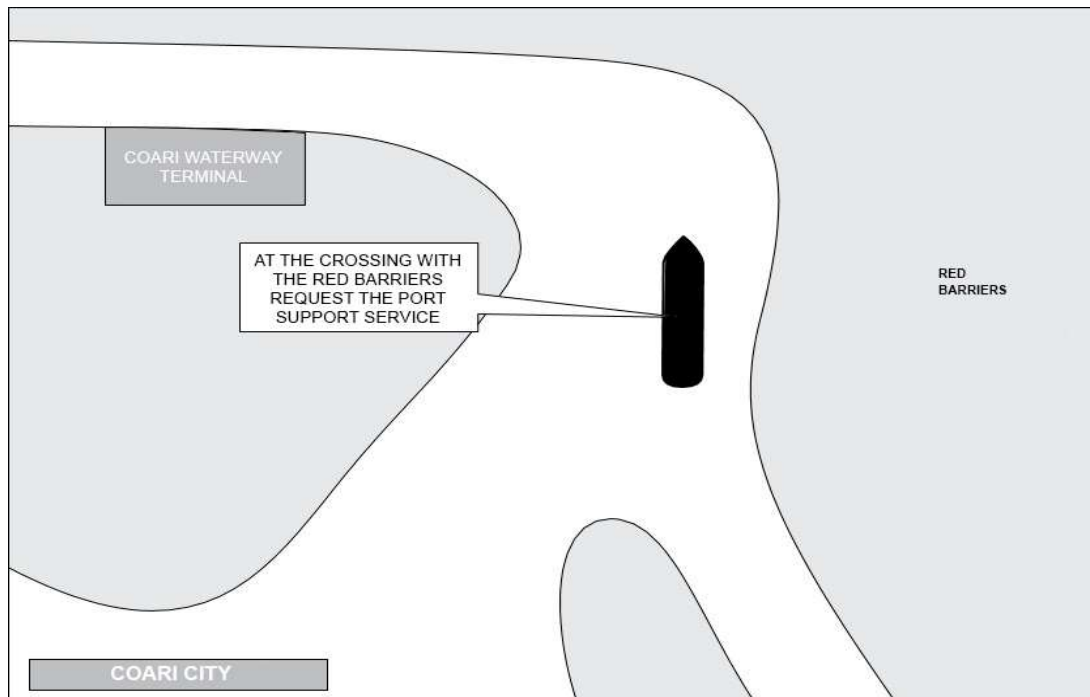 COARI WATERWAY
TERMINAL
AT THE CROSSING WITH
THE RED BARRIERS
REQUEST THE PORT
SUPPORT SERVICE
RED
BARRIERS
COARI CITY